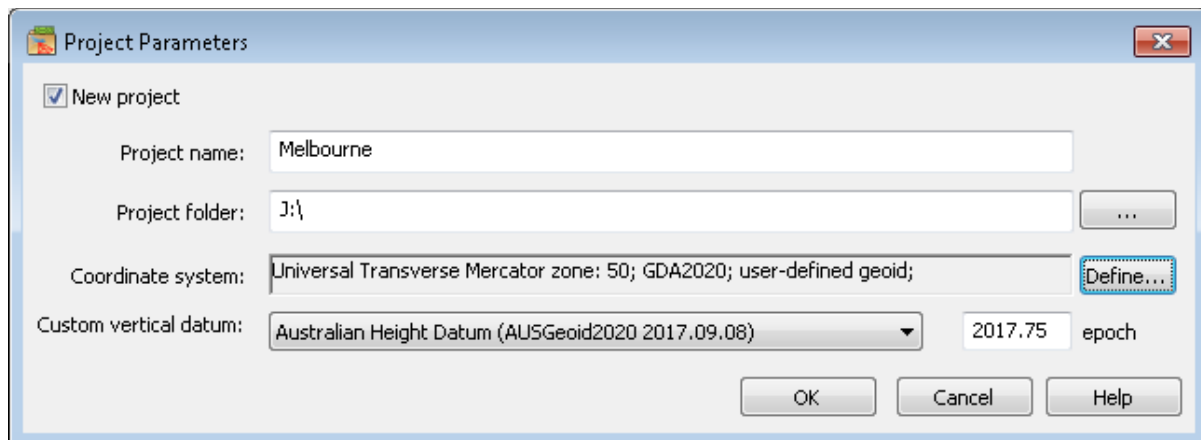 Project Parameters
New project
Project name: Melbourne
Project folder: J:\ ...
Coordinate system: Universal Transverse Mercator zone: 50; GDA2020; user-defined geoid; Define...
Custom vertical datum: Australian Height Datum (AUSGeoid2020 2017.09.08) 2017.75 epoch
OK Cancel Help